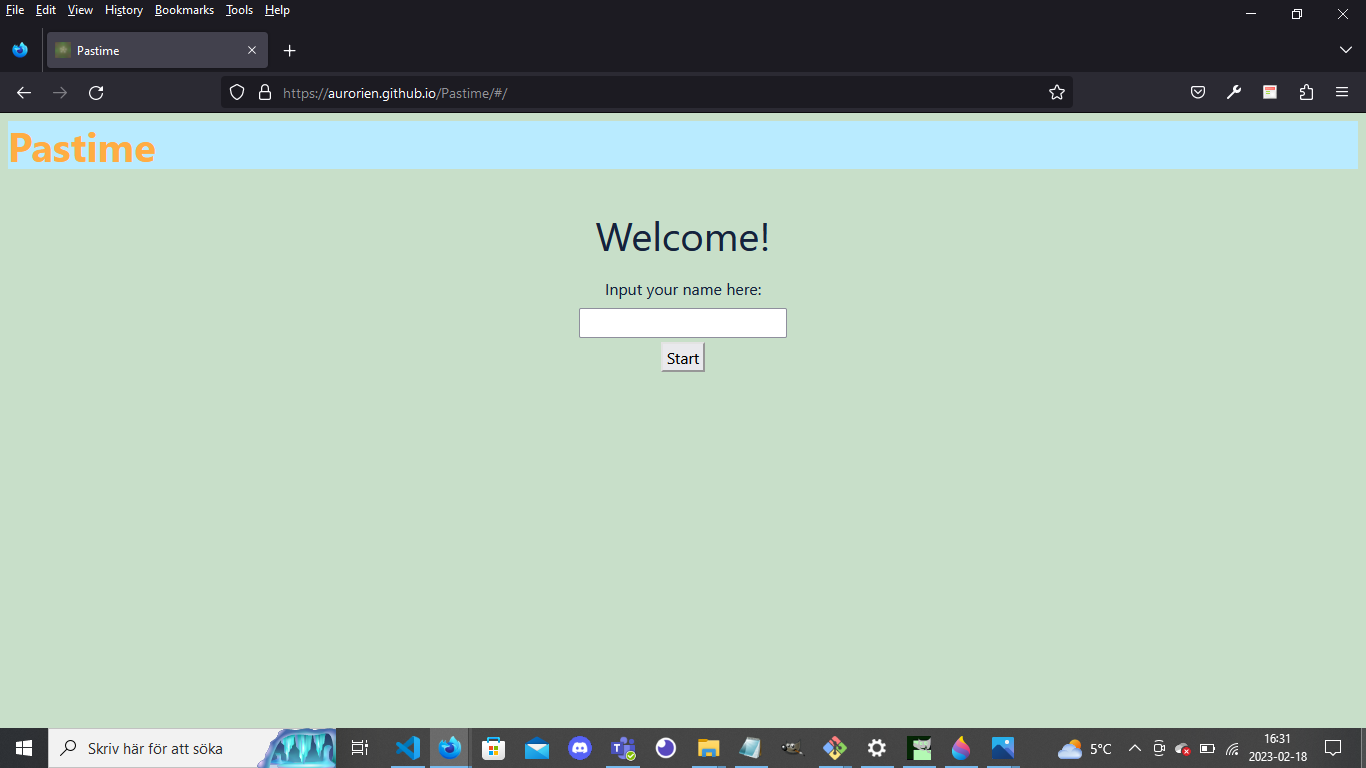 File Edit View History Bookmarks Tools Help
Pastime
https://aurorien.github.io/Pastime/#/
Pastime
Welcome!
Input your name here:
Start
Skriv här för att söka
5°C
16:31
2023-02-18